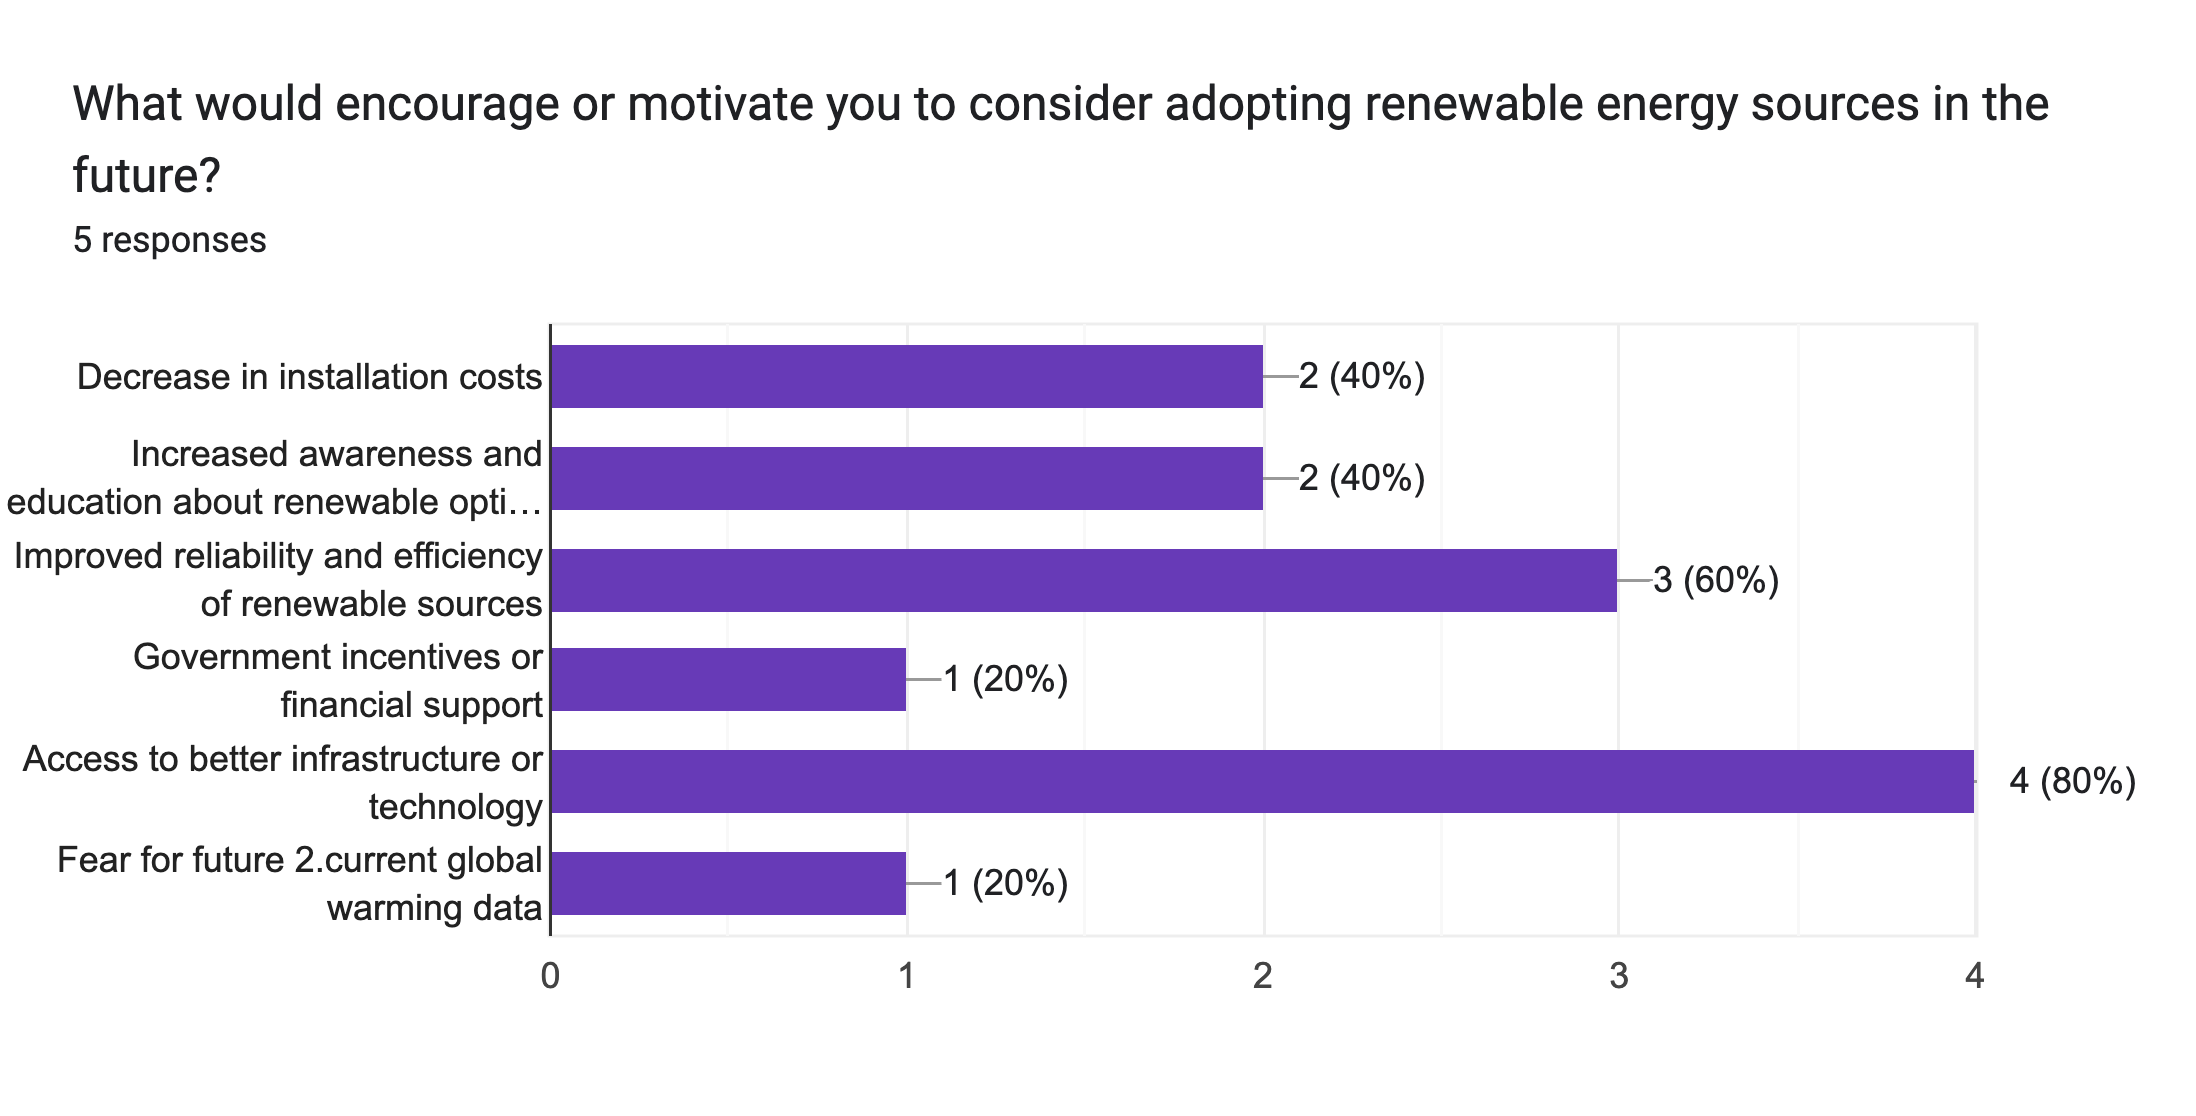 What would encourage or motivate you to consider adopting renewable energy sources in the
future?
5 responses
Decrease in installation costs
2 (40%)
Increased awareness and
education about renewable opti…
2 (40%)
Improved reliability and efficiency
of renewable sources
3 (60%)
Government incentives or
financial support
1 (20%)
Access to better infrastructure or
technology
4 (80%)
Fear for future 2.current global
warming data
1 (20%)
0 1 2 3 4